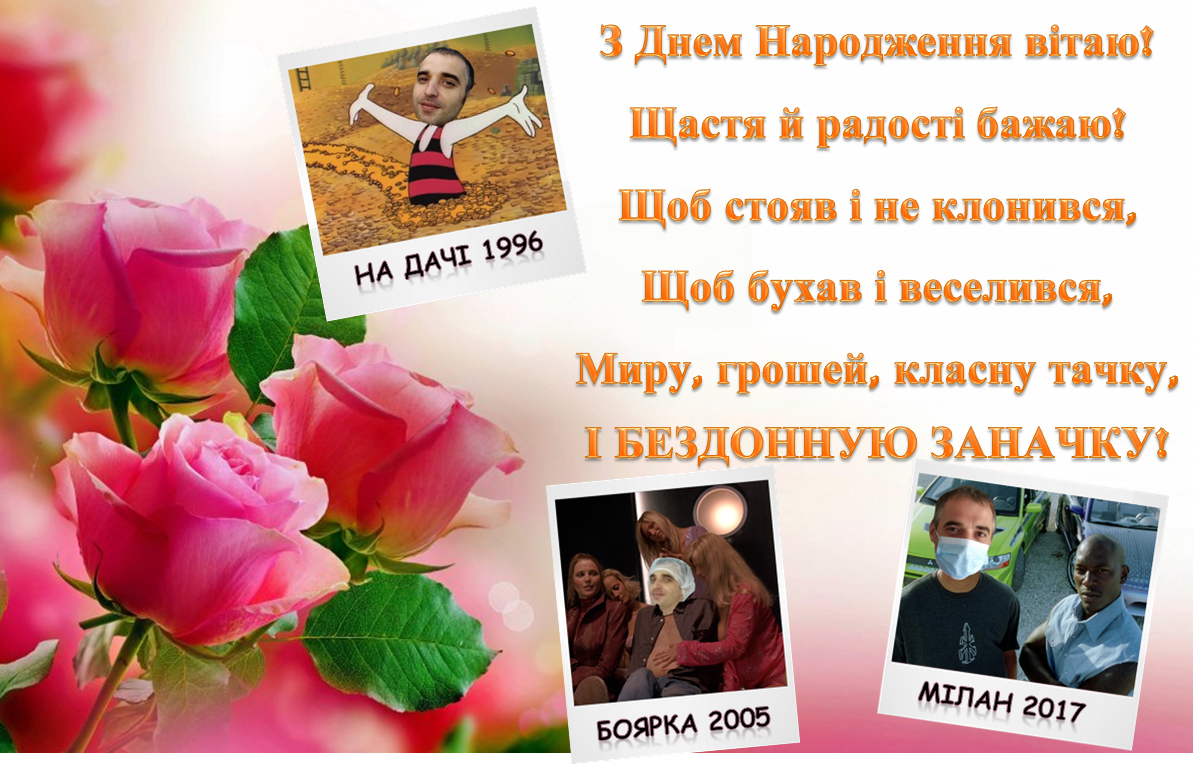 З Днем Народження вітаю!
Щастя й радості бажаю!
Щоб стояв і не клонився,
Щоб бухав і веселився,
Миру, грошей, класну тачку,
І БЕЗДОННУЮ ЗАНАЧКУ!
НА ДАЧІ 1996
БОЯРКА 2005
МІЛАН 2017